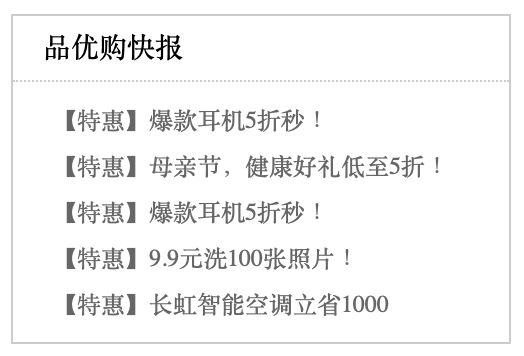 品优购快报
【特惠】爆款耳机5折秒！
【特惠】母亲节，健康好礼低至5折！
【特惠】爆款耳机5折秒！
【特惠】9.9元洗100张照片！
【特惠】长虹智能空调立省1000